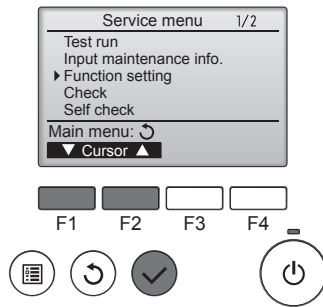 Service menu 1/2
Test run
Input maintenance info.
Function setting
Check
Self check
Main menu:
Cursor
F1 F2 F3 F4